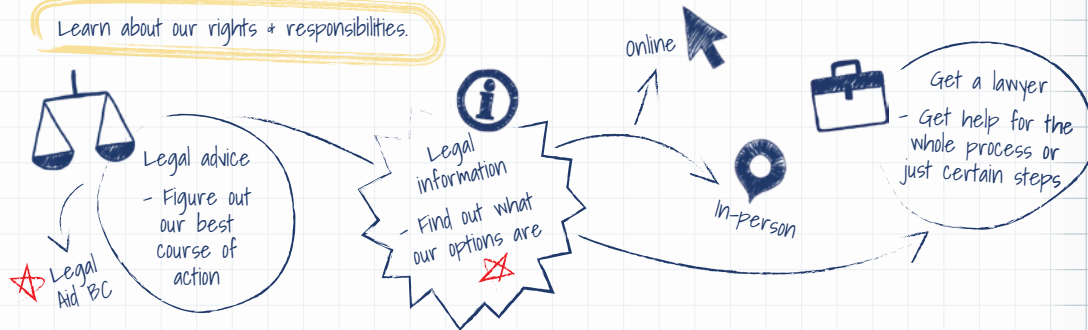 Learn about our rights & responsibilities.
Legal advice
- Figure out
our best
course of
action
Legal
Aid BC
Legal
information
- Find out what
our options are
Online
In-person
Get a lawyer
- Get help for the
whole process or
just certain steps